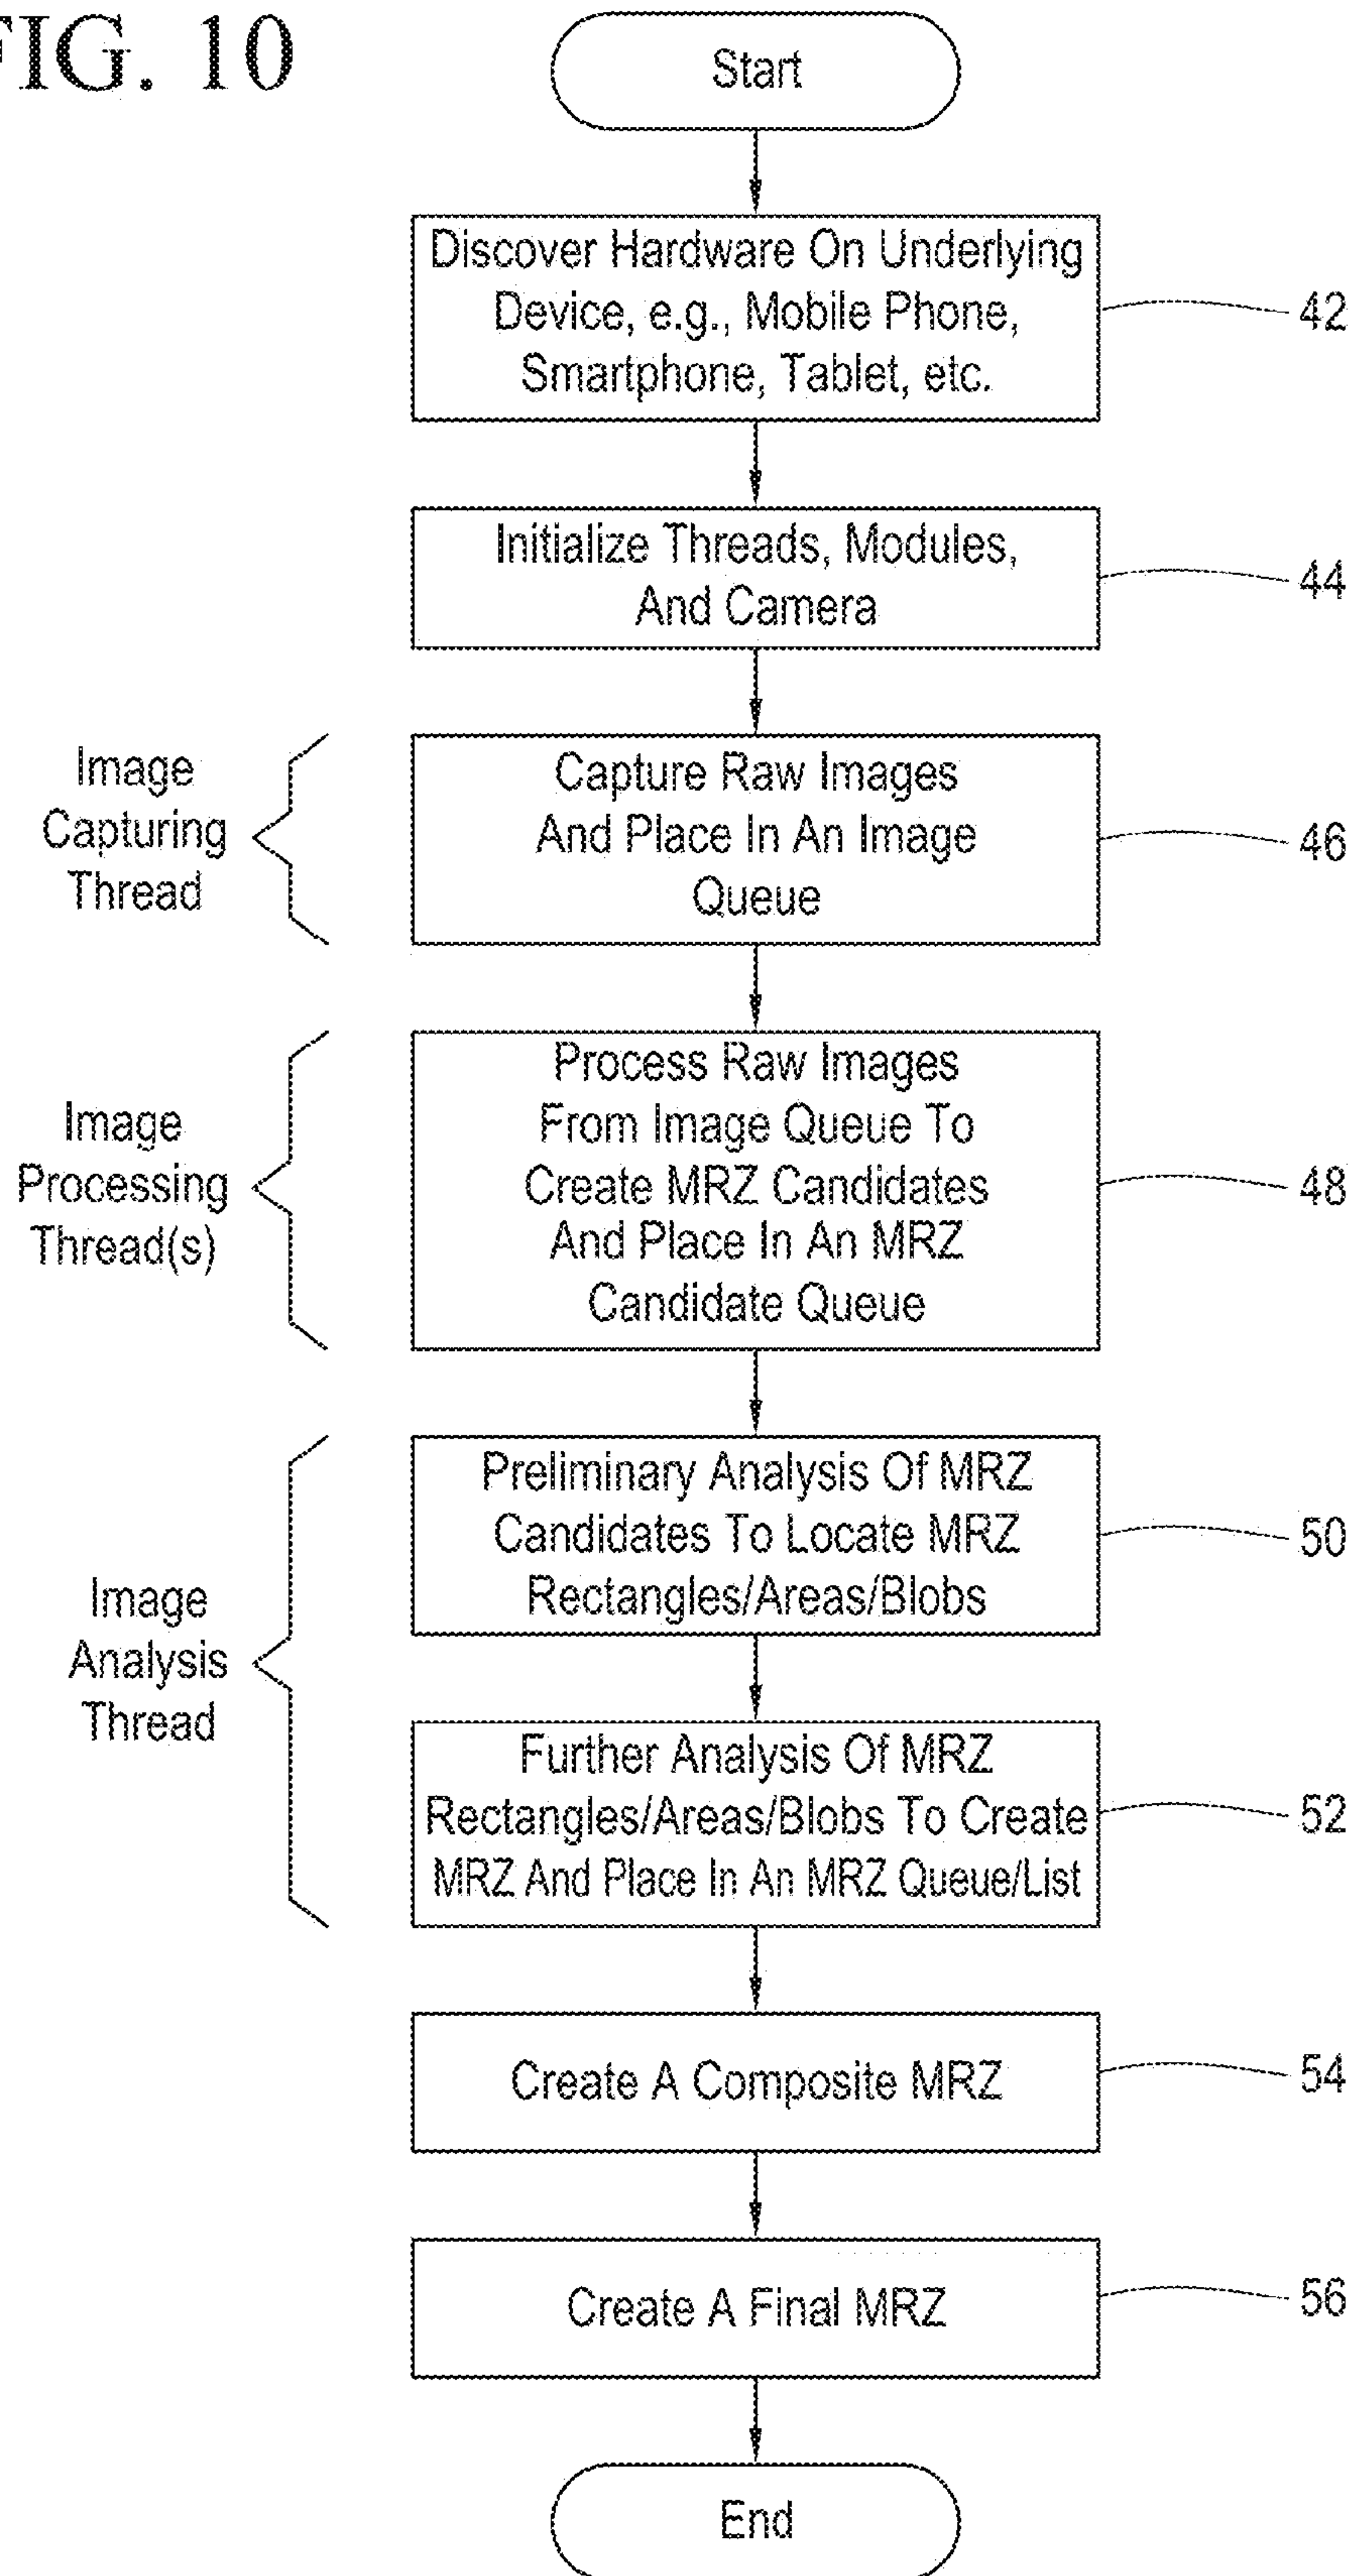 FIG. 10
Start
Discover Hardware On Underlying
Device, e.g., Mobile Phone,
Smartphone, Tablet, etc.
42
Initialize Threads, Modules,
And Camera
44
Image
Capturing
Thread
Capture Raw Images
And Place In An Image
Queue
46
Image
Processing
Thread(s)
Process Raw Images
From Image Queue To
Create MRZ Candidates
And Place In An MRZ
Candidate Queue
48
Image
Analysis
Thread
Preliminary Analysis Of MRZ
Candidates To Locate MRZ
Rectangles/Areas/Blobs
50
Further Analysis Of MRZ
Rectangles/Areas/Blobs To Create
MRZ And Place In An MRZ Queue/List
52
Create A Composite MRZ
54
Create A Final MRZ
56
End